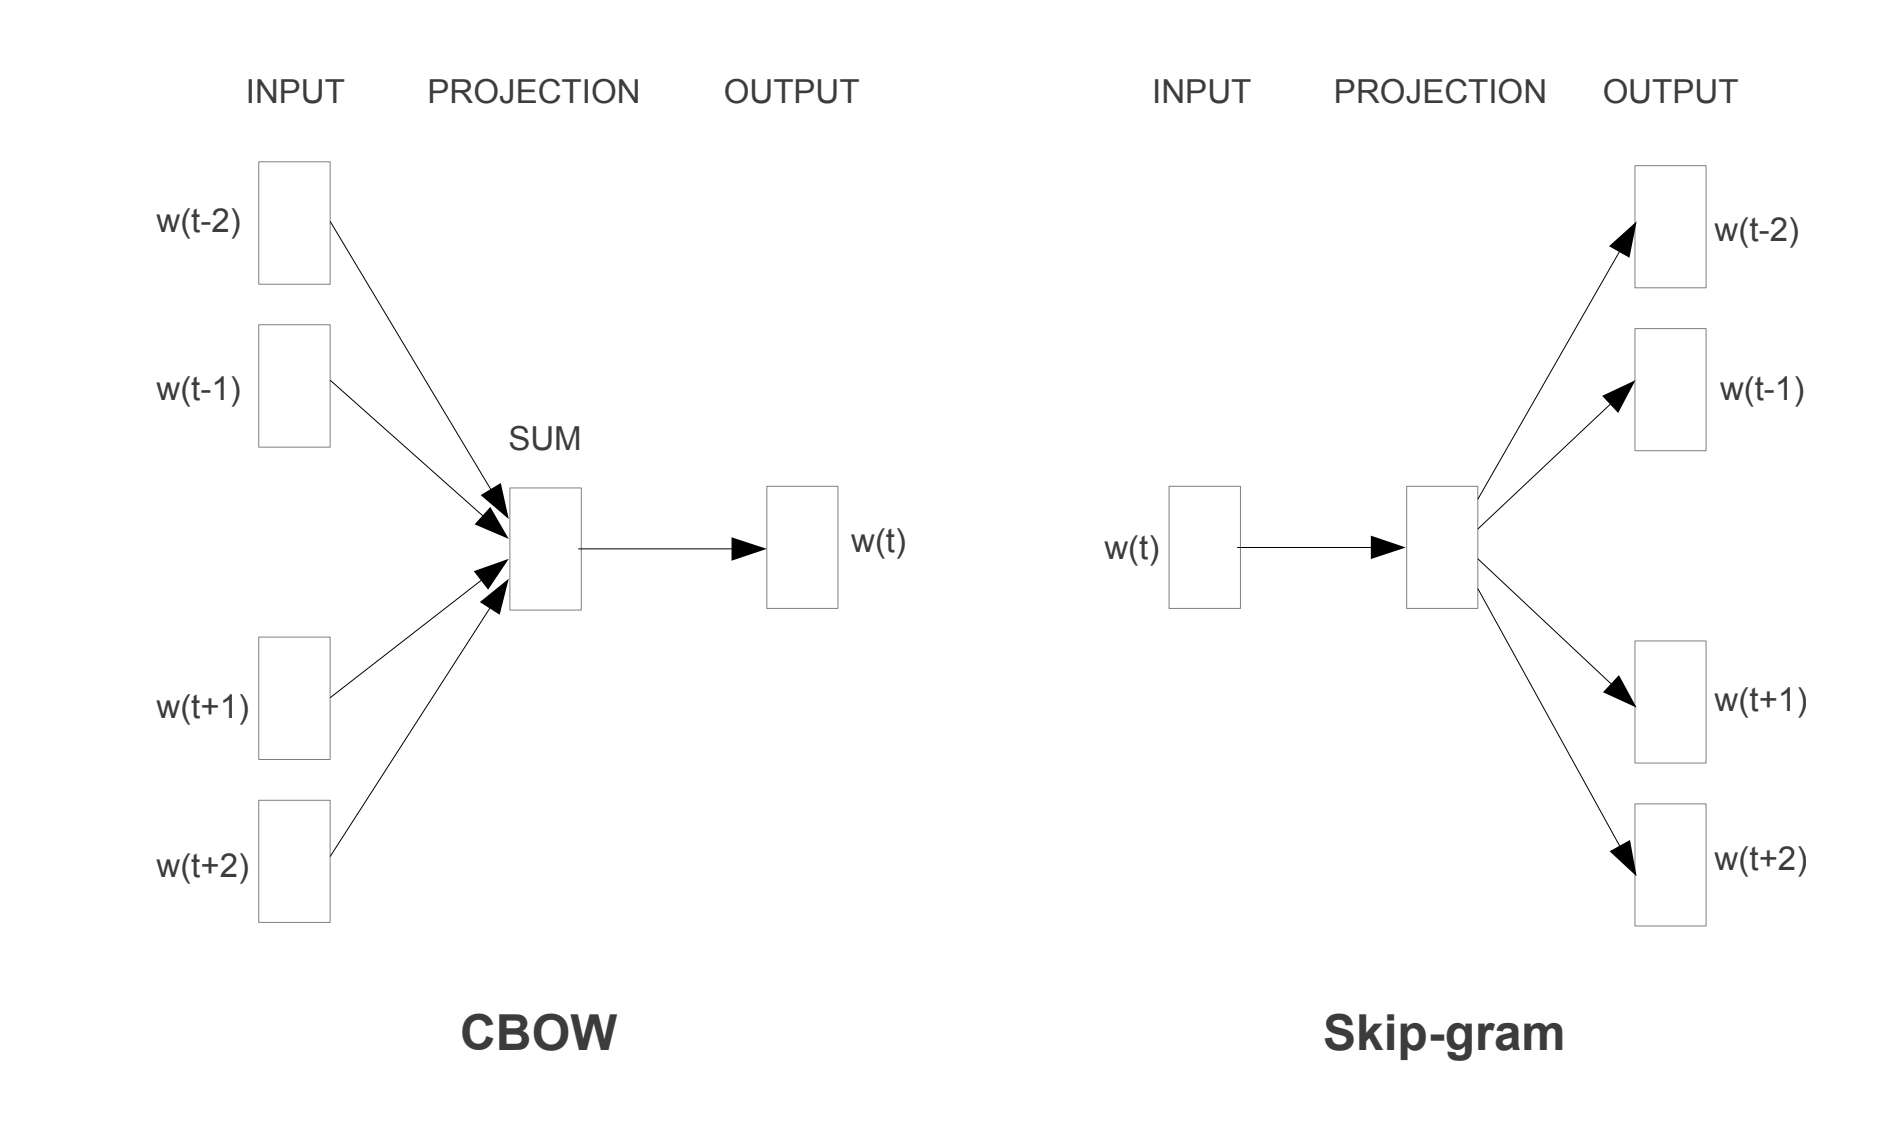 INPUT PROJECTION OUTPUT
w(t-2)
w(t-1)
SUM
w(t)
w(t+1)
w(t+2)
CBOW
INPUT PROJECTION OUTPUT
w(t-2)
w(t-1)
w(t)
w(t+1)
w(t+2)
Skip-gram